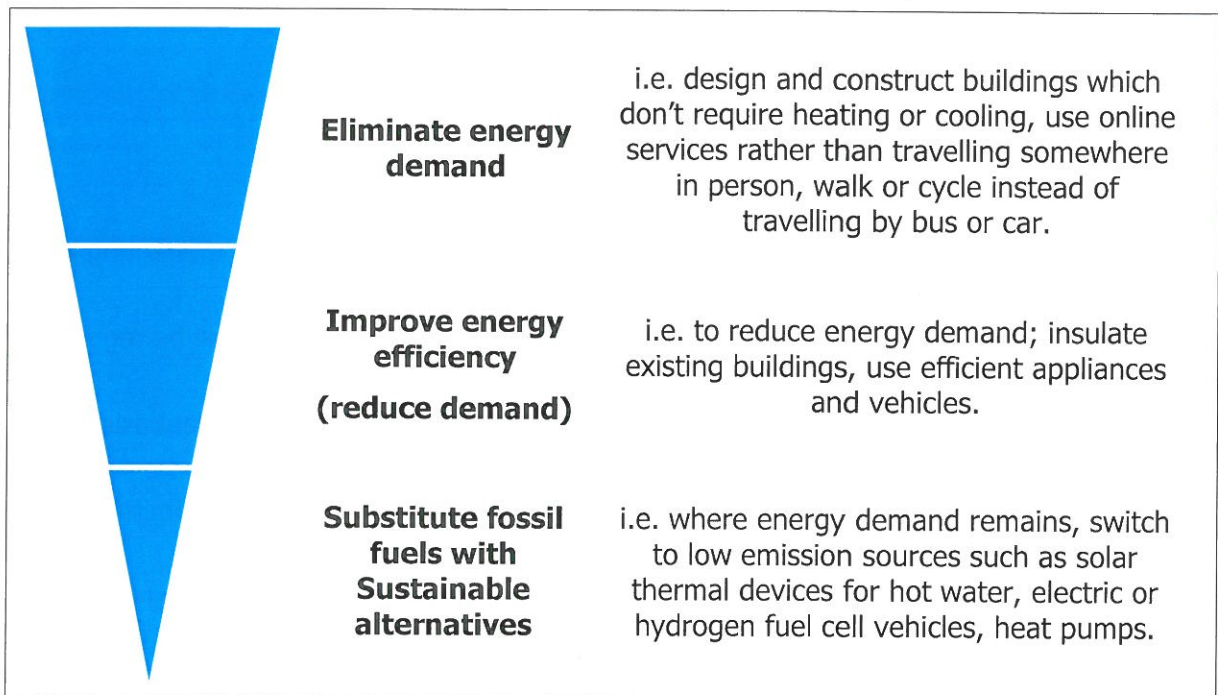 Eliminate energy
demand
i.e. design and construct buildings which
don't require heating or cooling, use online
services rather than travelling somewhere
in person, walk or cycle instead of
travelling by bus or car.
Improve energy
efficiency
(reduce demand)
i.e. to reduce energy demand; insulate
existing buildings, use efficient appliances
and vehicles.
Substitute fossil
fuels with
Sustainable
alternatives
i.e. where energy demand remains, switch
to low emission sources such as solar
thermal devices for hot water, electric or
hydrogen fuel cell vehicles, heat pumps.